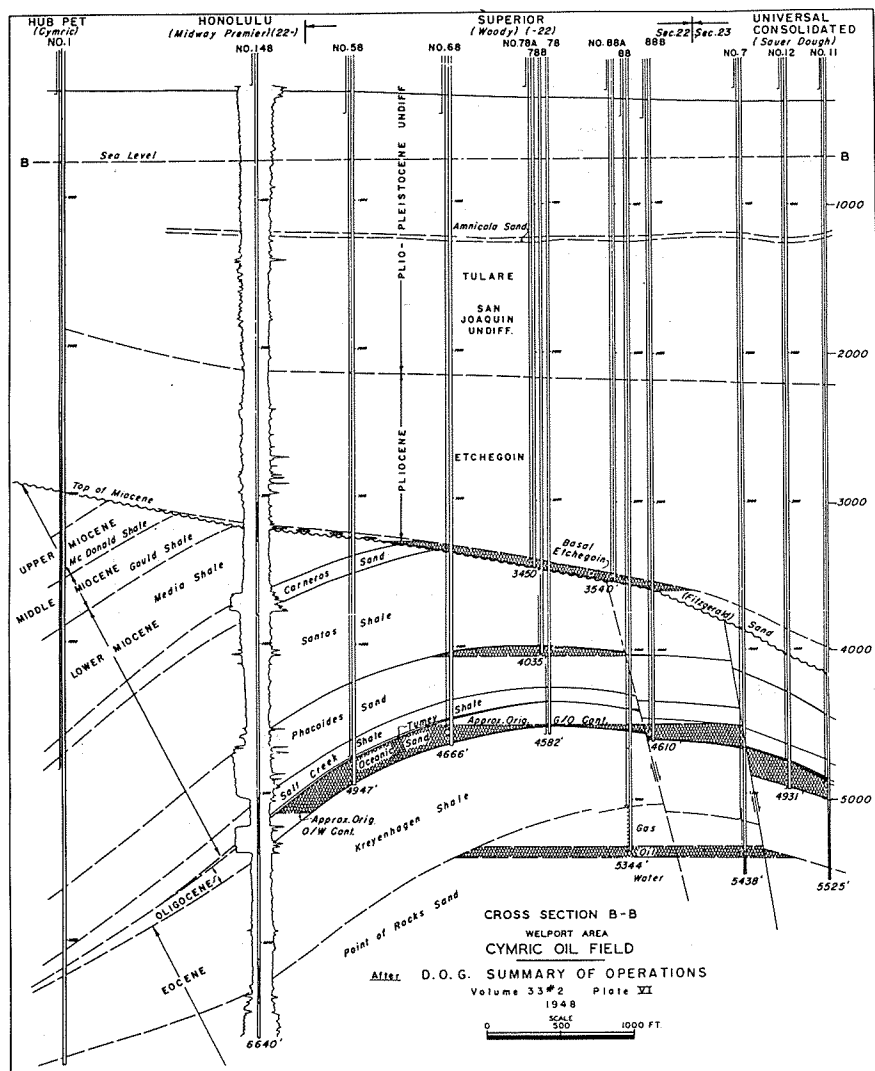 HUB PET
(Cymric)
NO.1
HONOLULU
(Midway Premier)(22-)
NO.14B
NO.58
SUPERIOR
(Woody) (-22)
NO.68
NO.78A 78
78B
NO.88A 88B
88
Sec.22 Sec.23
UNIVERSAL
CONSOLIDATED
(Sauer Dough)
NO.7 NO.12 NO.11
B Sea Level B
PLIO-PLEISTOCENE UNDIFF
1000
Amnicola Sand
TULARE
SAN
JOAQUIN
UNDIFF.
2000
PLIOCENE
ETCHEGOIN
3000
Top of Miocene
UPPER MIOCENE
Mc Donald Shale
MIDDLE MIOCENE
Gould Shale
Media Shale
LOWER MIOCENE
Carneros Sand
Basal
Etchegoin
3450'
3540'
(Fitzgerald) Sand
Santos Shale
4000
4035'
Phacoides Sand
Salt Creek Shale
Tumey Shale
Oceanic Sand
Approx. Orig. G/O Cont.
4947'
4666'
4582'
4610'
4931'
5000
Approx. Orig.
O/W Cont.
Kreyenhagen Shale
Gas
Oil
5344'
Water
5438'
5525'
OLIGOCENE
EOCENE
Point of Rocks Sand
6640'
CROSS SECTION B-B
WELPORT AREA
CYMRIC OIL FIELD
After D.O.G. SUMMARY OF OPERATIONS
Volume 33 #2 Plate VI
1948
SCALE
0 500 1000 FT.